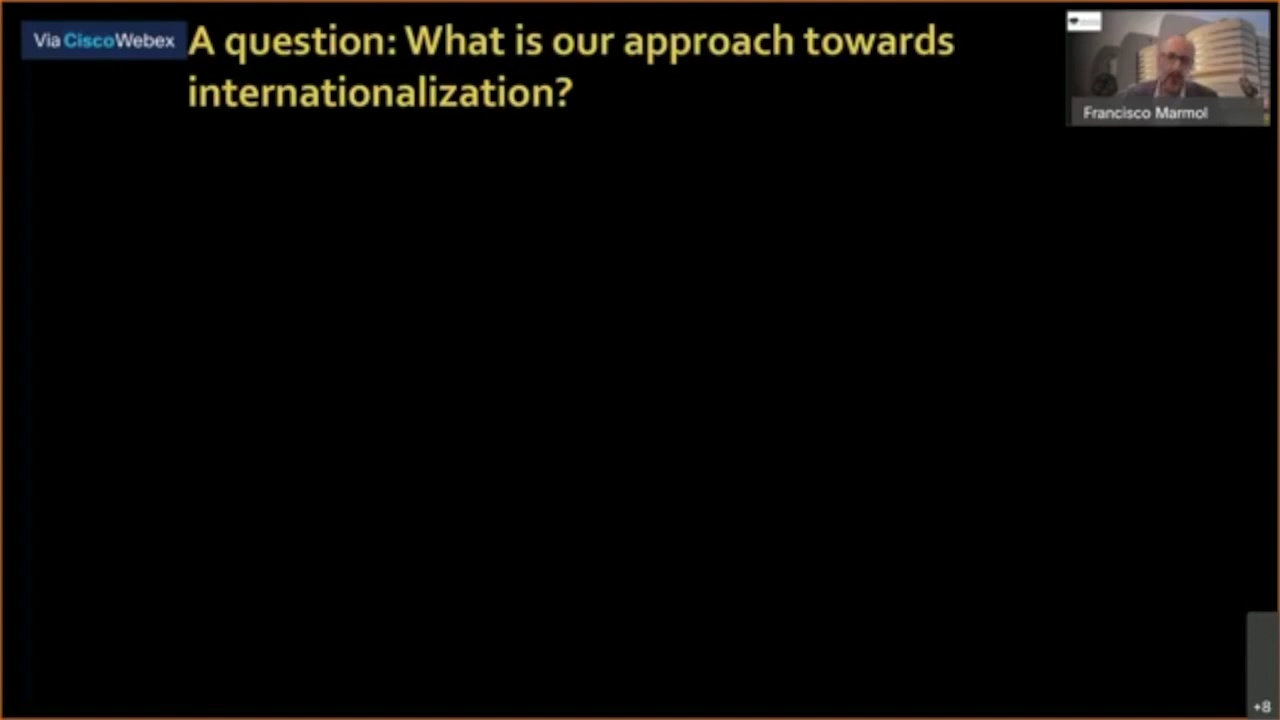 Via CiscoWebex
A question: What is our approach towards
internationalization?
Francisco Marmol
+8